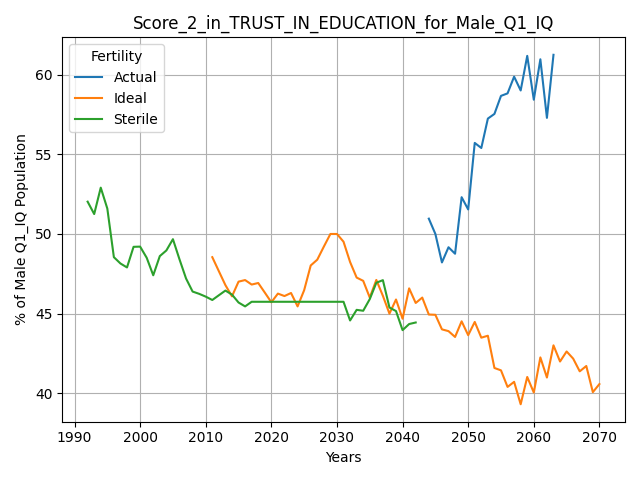 Score_2_in_TRUST_IN_EDUCATION_for_Male_Q1_IQ
Fertility
Actual
Ideal
Sterile
% of Male Q1_IQ Population
60
55
50
45
40
1990
2000
2010
2020
2030
2040
2050
2060
2070
Years